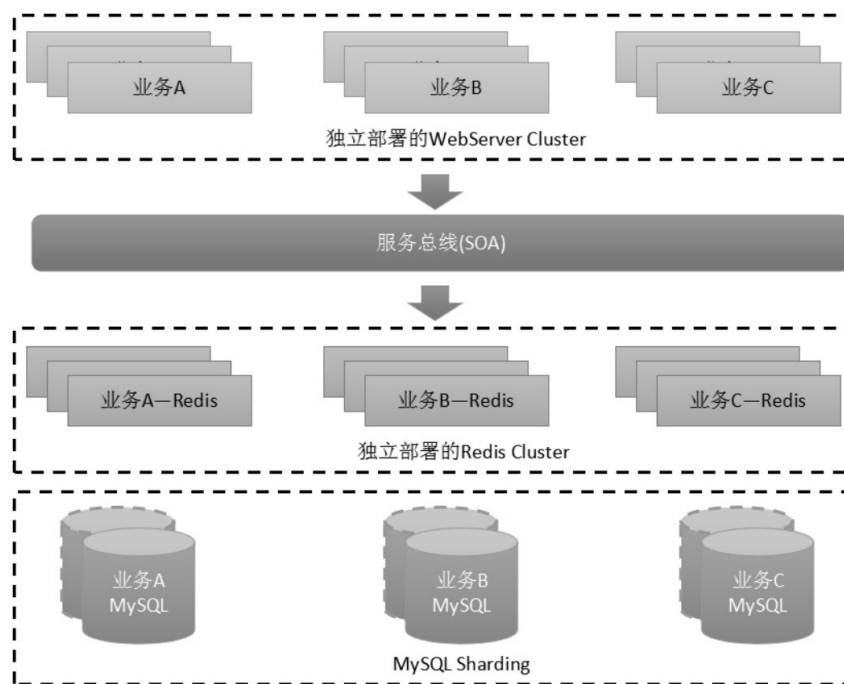 业务A
业务B
业务C
独立部署的WebServer Cluster
服务总线(SOA)
业务A—Redis
业务B—Redis
业务C—Redis
独立部署的Redis Cluster
业务A
MySQL
业务B
MySQL
业务C
MySQL
MySQL Sharding